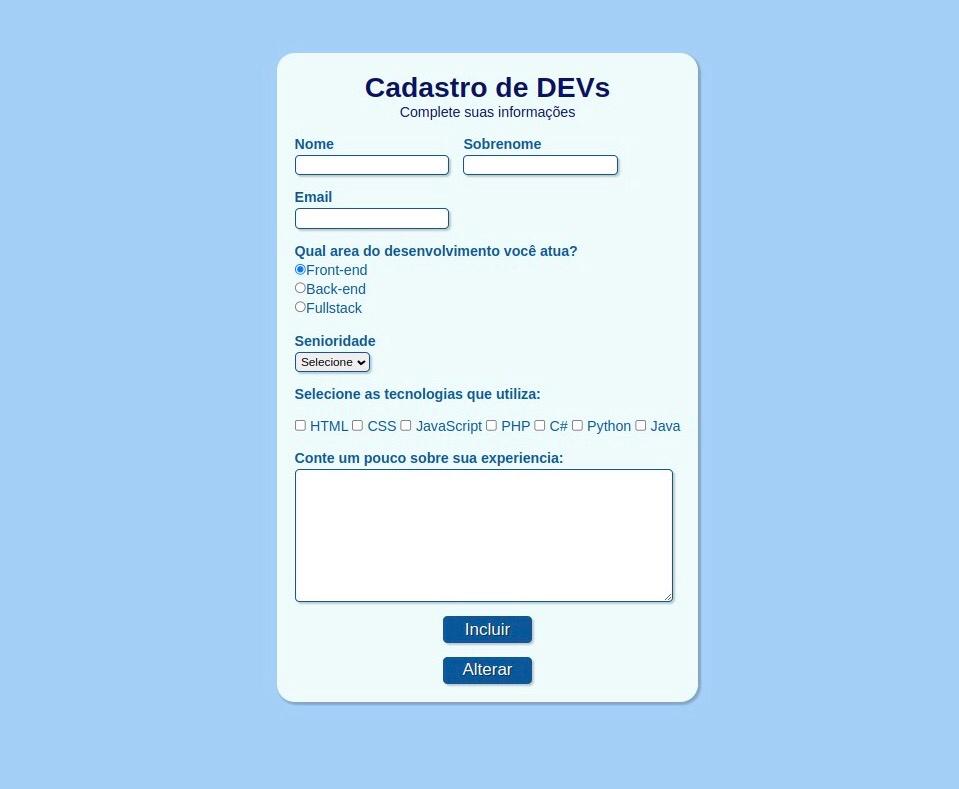 Cadastro de DEVs
Complete suas informações
Nome Sobrenome
Email
Qual area do desenvolvimento você atua?
Front-end
Back-end
Fullstack
Senioridade
Selecione
Selecione as tecnologias que utiliza:
HTML CSS JavaScript PHP C# Python Java
Conte um pouco sobre sua experiencia:
Incluir
Alterar